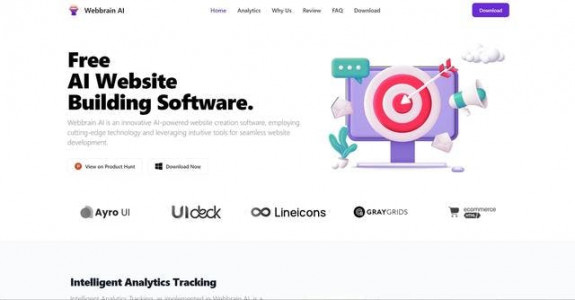 Webbrain AI
Home Analytics Why Us Review FAQ Download
Download
Free
AI Website
Building Software.
Webbrain AI is an innovative AI-powered website creation software, employing
cutting-edge technology and leveraging intuitive tools for seamless website
development.
View on Product Hunt
Download Now
Ayro UI
UIdeck
Lineicons
GRAYGRIDS
ecommerce
HTML
Intelligent Analytics Tracking
Intelligent Analytics Tracking, as implemented in Webbrain AI, is a